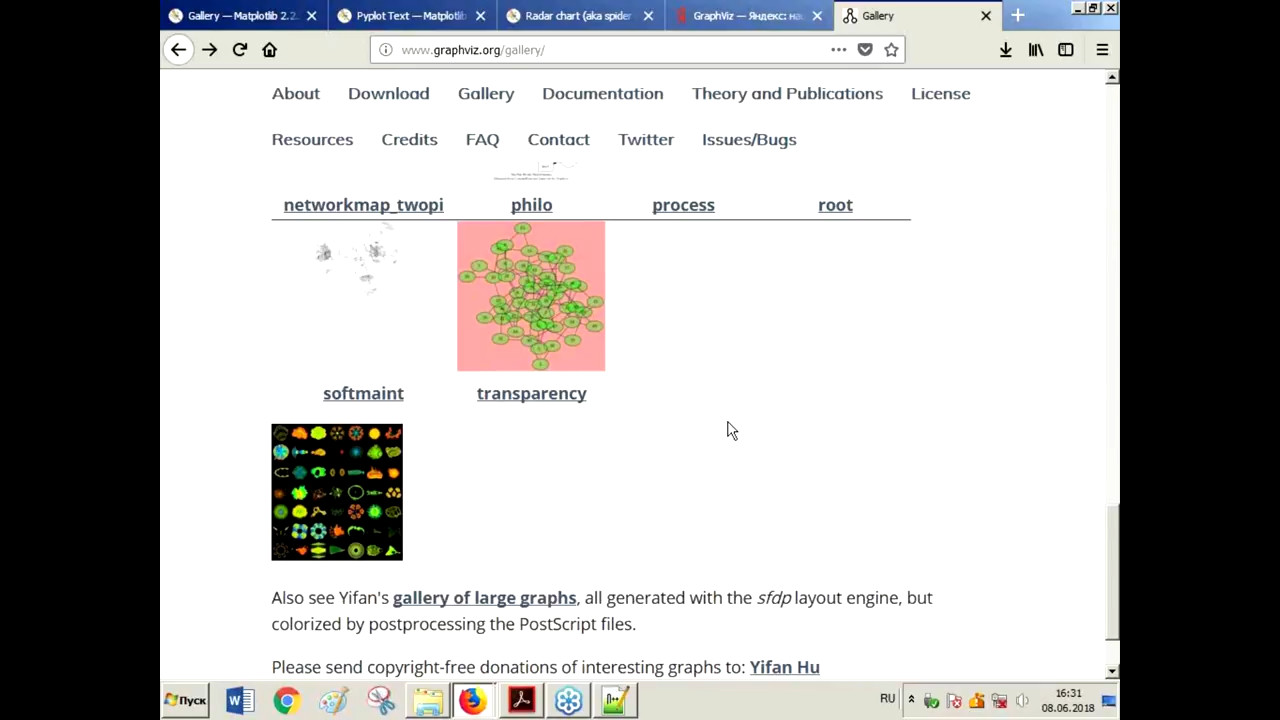 Gallery — Matplotlib 2.2.
Pyplot Text — Matplotlib
Radar chart (aka spider
GraphViz — Яндекс: на
Gallery
www.graphviz.org/gallery/
About Download Gallery Documentation Theory and Publications License
Resources Credits FAQ Contact Twitter Issues/Bugs
networkmap_twopi philo process root
softmaint transparency
Also see Yifan's gallery of large graphs, all generated with the sfdp layout engine, but
colorized by postprocessing the PostScript files.
Please send copyright-free donations of interesting graphs to: Yifan Hu
Пуск
RU
16:31
08.06.2018